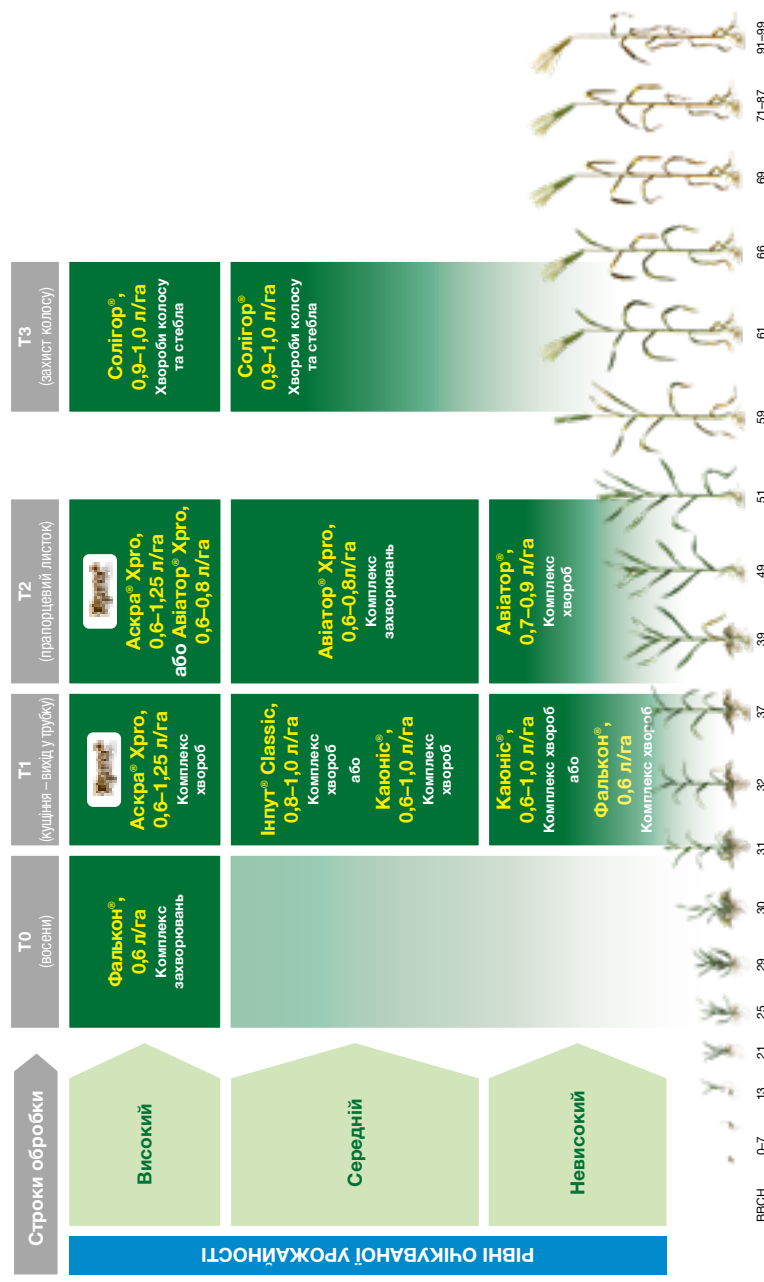 Строки обробки
Т0
(восени)
Т1
(кущіння – вихід у трубку)
Т2
(прапорцевий листок)
Т3
(захист колосу)
РІВНІ ОЧІКУВАНОЇ УРОЖАЙНОСТІ
Високий
Фалькон®,
0,6 л/га
Комплекс
захворювань
Xpro
Аскра® Xpro,
0,6–1,25 л/га
Комплекс
хвороб
Xpro
Аскра® Xpro,
0,6–1,25 л/га
або Авіатор® Xpro,
0,6–0,8 л/га
Солігор®,
0,9–1,0 л/га
Хвороби колосу
та стебла
Середній
Інпут® Classic,
0,8–1,0 л/га
Комплекс
хвороб
або
Каюніс®,
0,6–1,0 л/га
Комплекс
хвороб
Авіатор® Xpro,
0,6–0,8л/га
Комплекс
захворювань
Солігор®
0,9–1,0 л/га
Хвороби колосу
та стебла
Невисокий
Каюніс®,
0,6–1,0 л/га
Комплекс хвороб
або
Фалькон®,
0,6 л/га
Комплекс хвороб
Авіатор®,
0,7–0,9 л/га
Комплекс
хвороб
BBCH 0–7 13 21 25 29 30 31 32 37 39 49 51 59 61 66 69 71–87 91–99